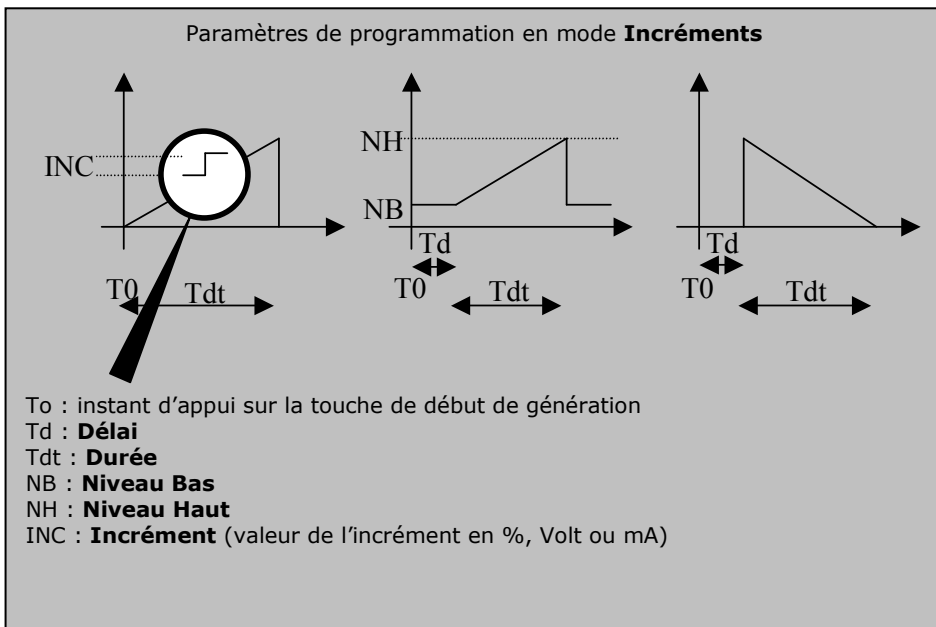 Paramètres de programmation en mode Incréments
INC
T0
Tdt
NH
NB
Td
T0
Tdt
Td
T0
Tdt
To : instant d'appui sur la touche de début de génération
Td : Délai
Tdt : Durée
NB : Niveau Bas
NH : Niveau Haut
INC : Incrément (valeur de l'incrément en %, Volt ou mA)